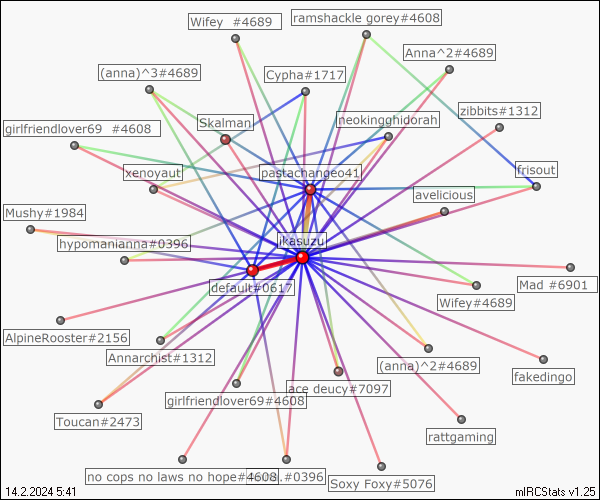 Wifey #4689
ramshackle gorey#4608
Anna^2#4689
(anna)^3#4689
Cypha#1717
zibbits#1312
Skalman
neokingghidorah
girlfriendlover69 #4608
xenoyaut
pastachangeo41
frisout
avelicious
Mushy#1984
hypomanianna#0396
ikasuzu
default#0617
Mad #6901
Wifey#4689
AlpineRooster#2156
Annarchist#1312
(anna)^2#4689
fakedingo
ace deucy#7097
girlfriendlover69#4608
Toucan#2473
rattgaming
no cops no laws no hope#4608
.#0396
Soxy Foxy#5076
14.2.2024 5:41
mIRCStats v1.25